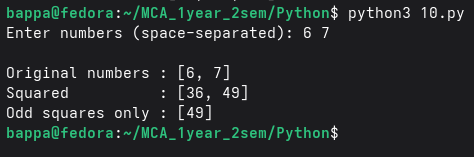 bappa@fedora:~/MCA_1year_2sem/Python$ python3 10.py
Enter numbers (space-separated): 6 7

Original numbers : [6, 7]
Squared          : [36, 49]
Odd squares only : [49]
bappa@fedora:~/MCA_1year_2sem/Python$